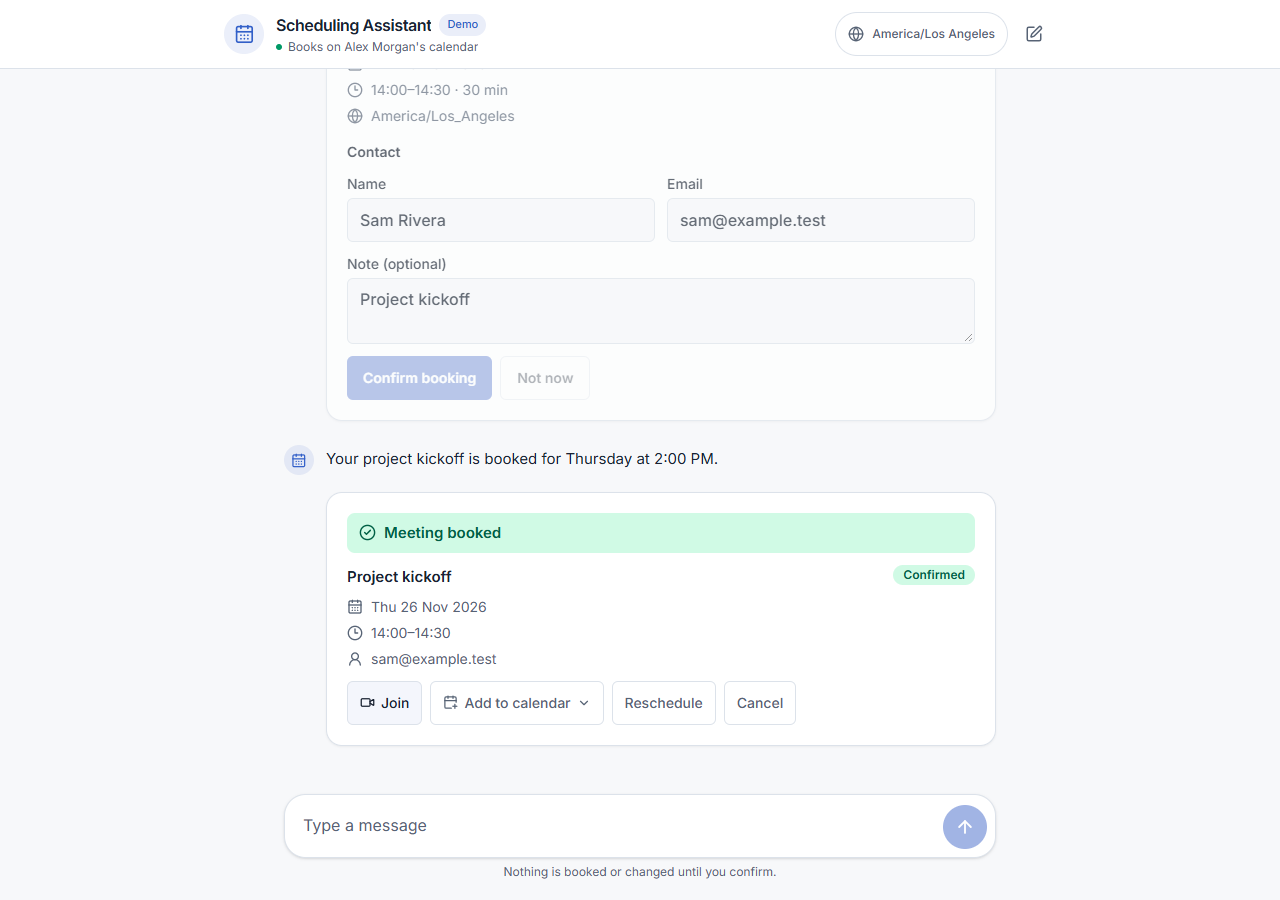 Scheduling Assistant Demo
Books on Alex Morgan's calendar
America/Los Angeles
14:00–14:30 · 30 min
America/Los_Angeles
Contact
Name Email
Sam Rivera sam@example.test
Note (optional)
Project kickoff
Confirm booking Not now
Your project kickoff is booked for Thursday at 2:00 PM.
Meeting booked
Project kickoff Confirmed
Thu 26 Nov 2026
14:00–14:30
sam@example.test
Join Add to calendar Reschedule Cancel
Type a message
Nothing is booked or changed until you confirm.